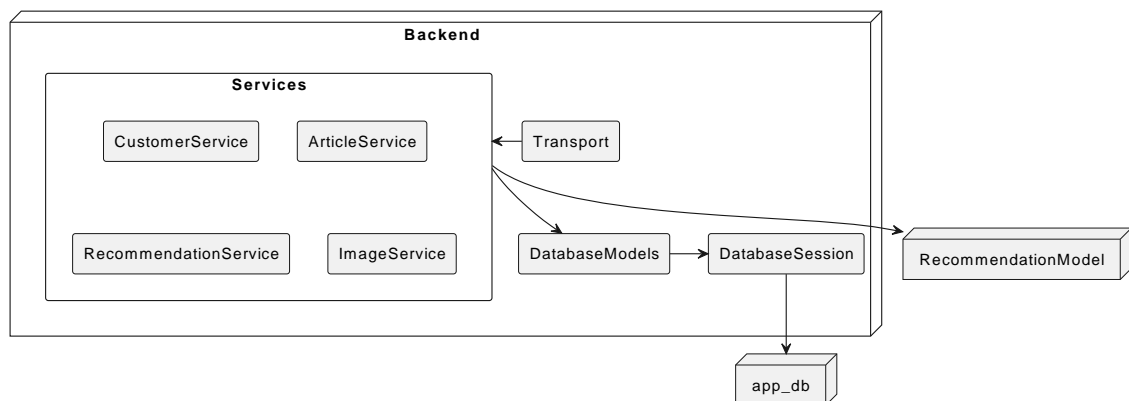 Backend
Services
CustomerService
ArticleService
Transport
RecommendationService
ImageService
DatabaseModels
DatabaseSession
RecommendationModel
app_db